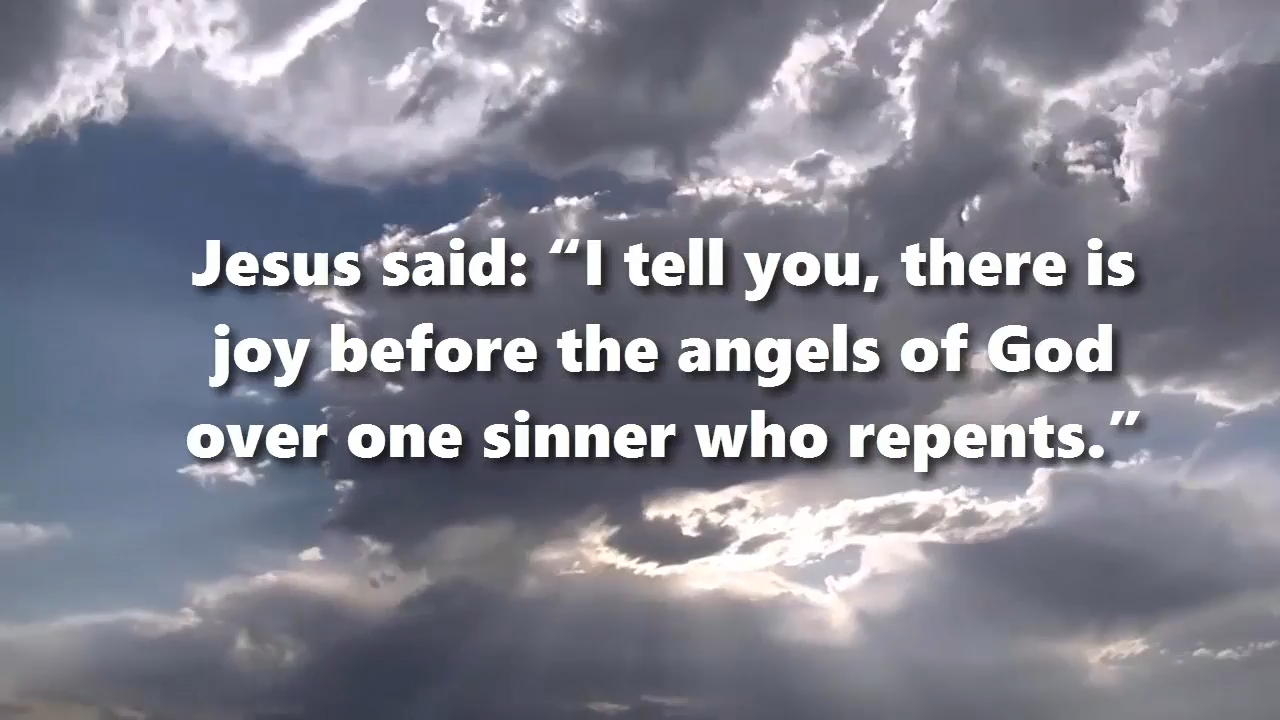 Jesus said: “I tell you, there is
joy before the angels of God
over one sinner who repents.”